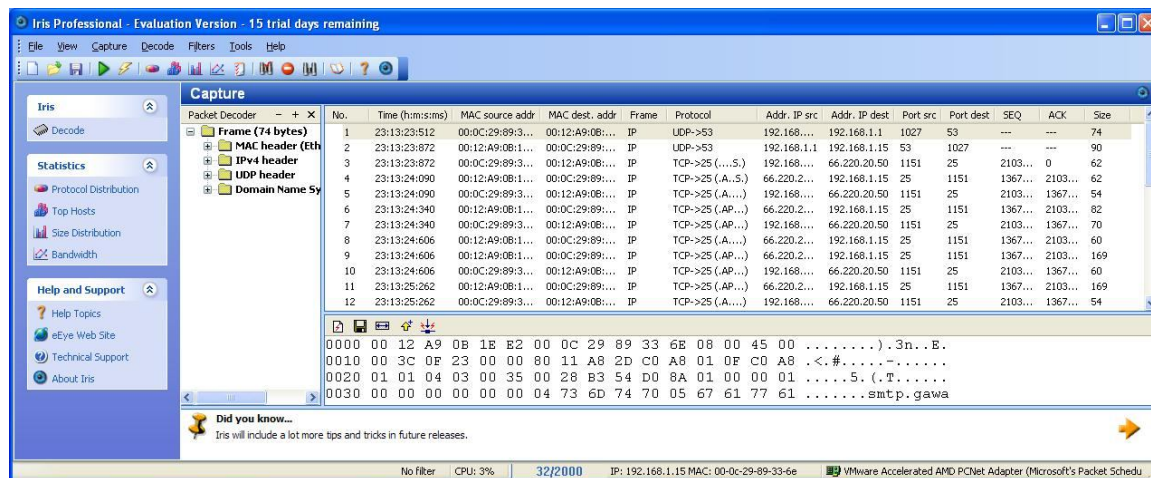 Iris Professional - Evaluation Version - 15 trial days remaining
File View Capture Decode Filters Tools Help
Iris
Decode
Statistics
Protocol Distribution
Top Hosts
Size Distribution
Bandwidth
Help and Support
Help Topics
eEye Web Site
Technical Support
About Iris
Capture
Packet Decoder - + ×
Frame (74 bytes)
MAC header (Eth
IPv4 header
UDP header
Domain Name Sy
No. Time (h:m:s:ms) MAC source addr MAC dest. addr Frame Protocol Addr. IP src Addr. IP dest Port src Port dest SEQ ACK Size
1 23:13:23:512 00:0C:29:89:3... 00:12:A9:0B:... IP UDP->53 192.168.... 192.168.1.1 1027 53 --- --- 74
2 23:13:23:872 00:12:A9:0B:1... 00:0C:29:89:... IP UDP->53 192.168.1.1 192.168.1.15 53 1027 --- --- 90
3 23:13:23:872 00:0C:29:89:3... 00:12:A9:0B:... IP TCP->25 (....S.) 192.168.... 66.220.20.50 1151 25 2103... 0 62
4 23:13:24:090 00:12:A9:0B:1... 00:0C:29:89:... IP TCP->25 (.A..S.) 66.220.2... 192.168.1.15 25 1151 1367... 2103... 62
5 23:13:24:090 00:0C:29:89:3... 00:12:A9:0B:... IP TCP->25 (.A....) 192.168.... 66.220.20.50 1151 25 2103... 1367... 54
6 23:13:24:340 00:12:A9:0B:1... 00:0C:29:89:... IP TCP->25 (.AP...) 66.220.2... 192.168.1.15 25 1151 1367... 2103... 82
7 23:13:24:340 00:0C:29:89:3... 00:12:A9:0B:... IP TCP->25 (.AP...) 192.168.... 66.220.20.50 1151 25 2103... 1367... 70
8 23:13:24:606 00:12:A9:0B:1... 00:0C:29:89:... IP TCP->25 (.A....) 66.220.2... 192.168.1.15 25 1151 1367... 2103... 60
9 23:13:24:606 00:12:A9:0B:1... 00:0C:29:89:... IP TCP->25 (.AP...) 66.220.2... 192.168.1.15 25 1151 1367... 2103... 169
10 23:13:24:606 00:0C:29:89:3... 00:12:A9:0B:... IP TCP->25 (.AP...) 192.168.... 66.220.20.50 1151 25 2103... 1367... 60
11 23:13:25:262 00:12:A9:0B:1... 00:0C:29:89:... IP TCP->25 (.AP...) 66.220.2... 192.168.1.15 25 1151 1367... 2103... 169
12 23:13:25:262 00:0C:29:89:3... 00:12:A9:0B:... IP TCP->25 (.A....) 192.168.... 66.220.20.50 1151 25 2103... 1367... 54
0000 00 12 A9 0B 1E E2 00 0C 29 89 33 6E 08 00 45 00 ........).3n..E.
0010 00 3C 0F 23 00 00 80 11 A8 2D C0 A8 01 0F C0 A8 .<.#.....-......
0020 01 01 04 03 00 35 00 28 B3 54 D0 8A 01 00 00 01 .....5.(.T......
0030 00 00 00 00 00 00 04 73 6D 74 70 05 67 61 77 61 .......smtp.gawa
Did you know...
Iris will include a lot more tips and tricks in future releases.
No filter CPU: 3% 32/2000 IP: 192.168.1.15 MAC: 00-0c-29-89-33-6e VMware Accelerated AMD PCNet Adapter (Microsoft's Packet Schedu